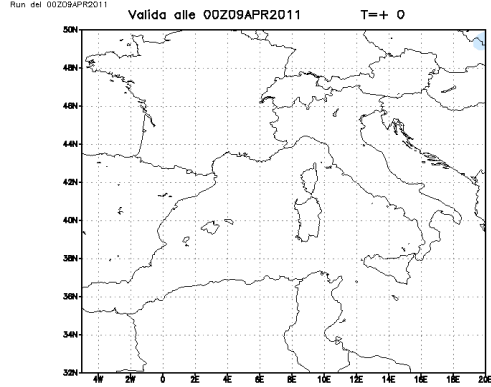 Run del 00Z09APR2011
Valida alle 00Z09APR2011 T=+ 0
50N
48N
46N
44N
42N
40N
38N
36N
34N
32N
4W 2W 0 2E 4E 6E 8E 10E 12E 14E 16E 18E 20E